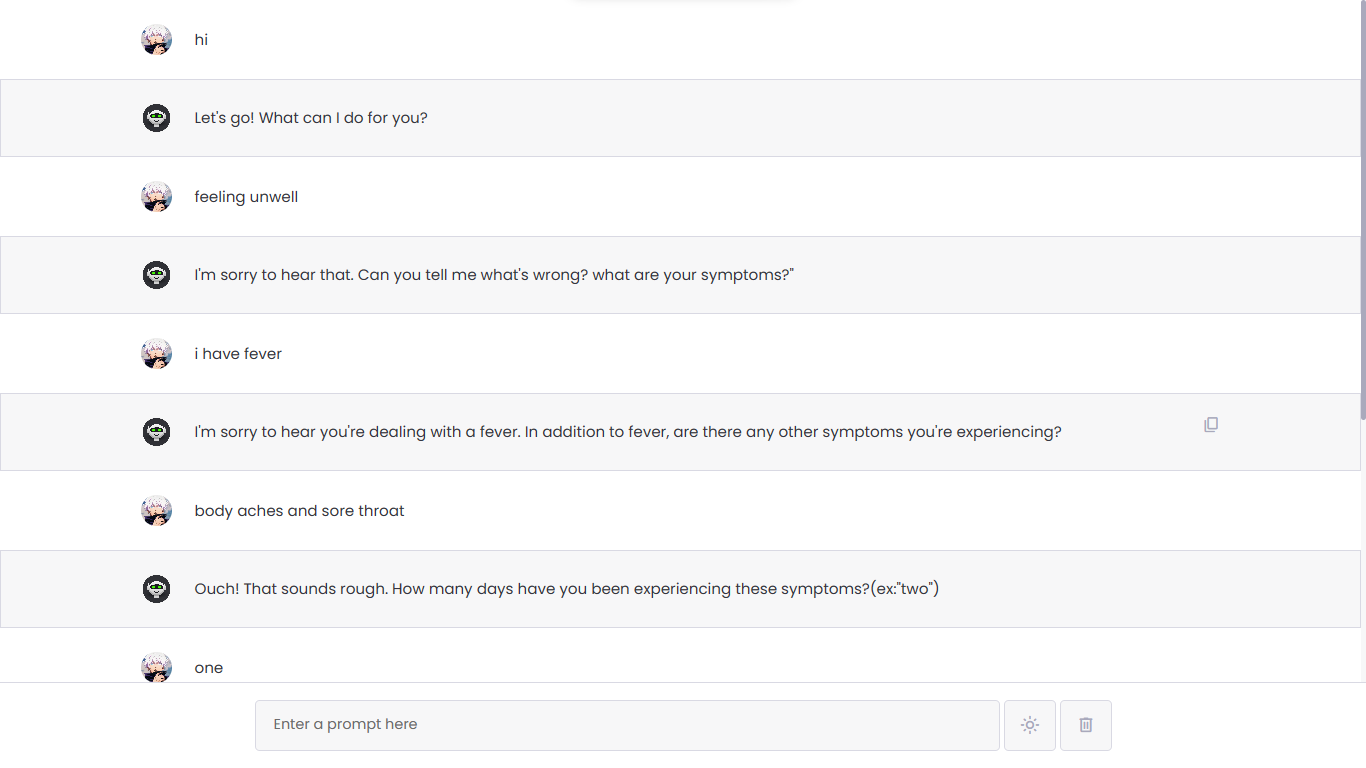 hi
Let's go! What can I do for you?
feeling unwell
I'm sorry to hear that. Can you tell me what's wrong? what are your symptoms?"
i have fever
I'm sorry to hear you're dealing with a fever. In addition to fever, are there any other symptoms you're experiencing?
body aches and sore throat
Ouch! That sounds rough. How many days have you been experiencing these symptoms?(ex:"two")
one
Enter a prompt here